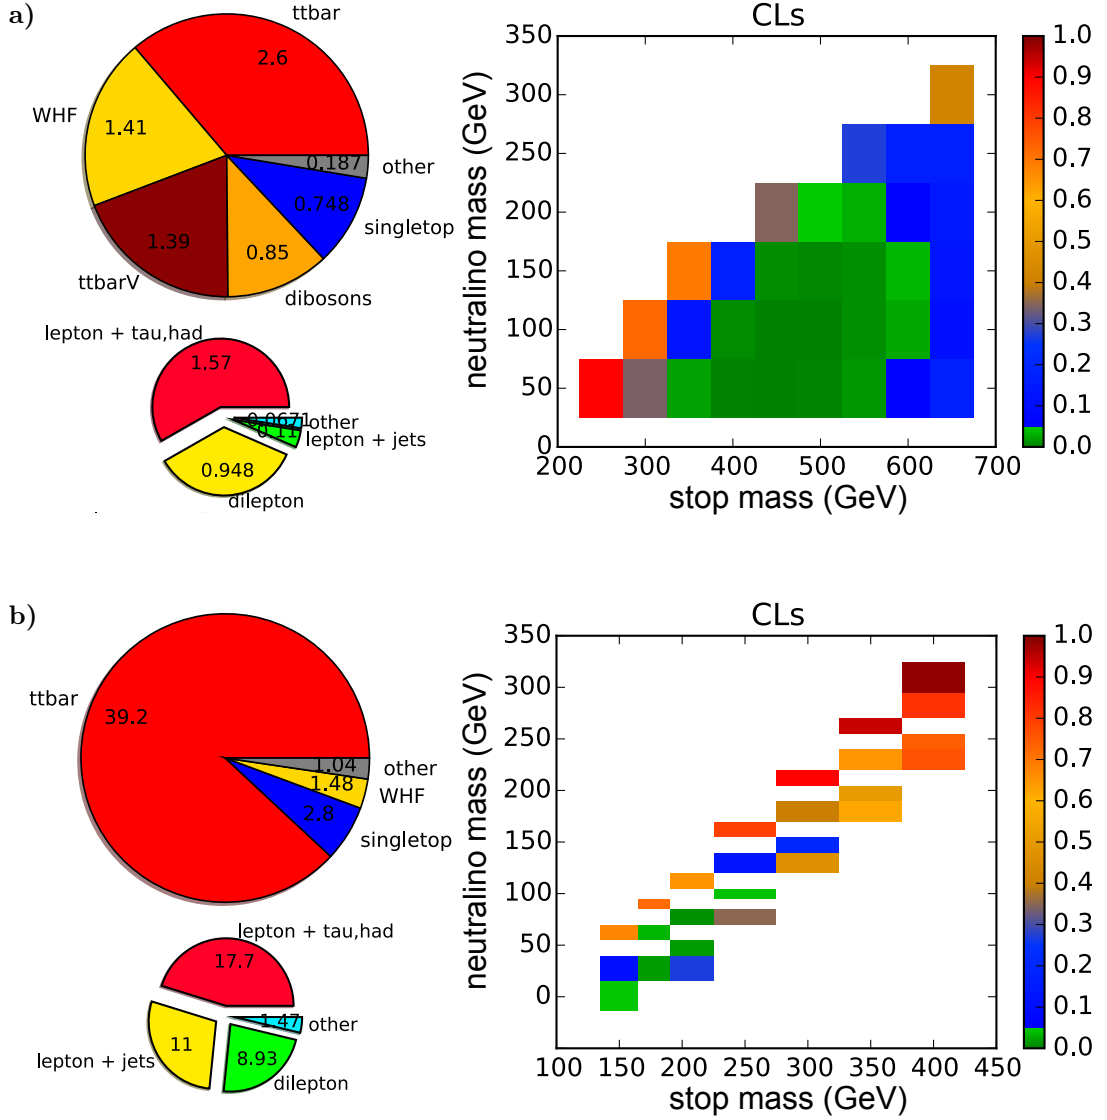 a)
ttbar
2.6
WHF
1.41
0.187
other
0.748
singletop
1.39
0.85
ttbarV
dibosons
lepton + tau,had
1.57
0.0671
other
0.11
lepton + jets
0.948
dilepton
CLs
neutralino mass (GeV)
350
300
250
200
150
100
50
0
200 300 400 500 600 700
stop mass (GeV)
1.0
0.9
0.8
0.7
0.6
0.5
0.4
0.3
0.2
0.1
0.0
b)
ttbar
39.2
1.04
other
1.48
WHF
2.8
singletop
lepton + tau,had
17.7
1.47
other
11
8.93
lepton + jets
dilepton
CLs
neutralino mass (GeV)
350
300
250
200
150
100
50
0
100 150 200 250 300 350 400 450
stop mass (GeV)
1.0
0.9
0.8
0.7
0.6
0.5
0.4
0.3
0.2
0.1
0.0